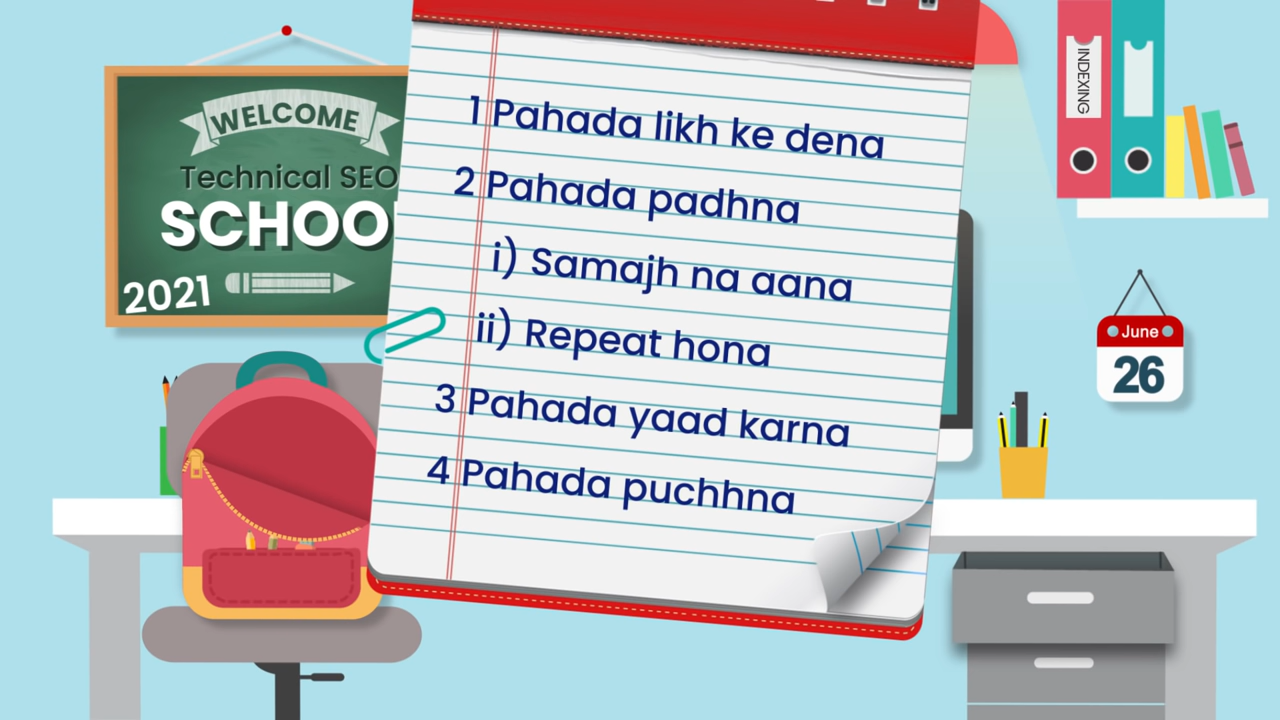 WELCOME
Technical SEO
SCHOO
2021
1 Pahada likh ke dena
2 Pahada padhna
i) Samajh na aana
ii) Repeat hona
3 Pahada yaad karna
4 Pahada puchhna
INDEXING
June
26